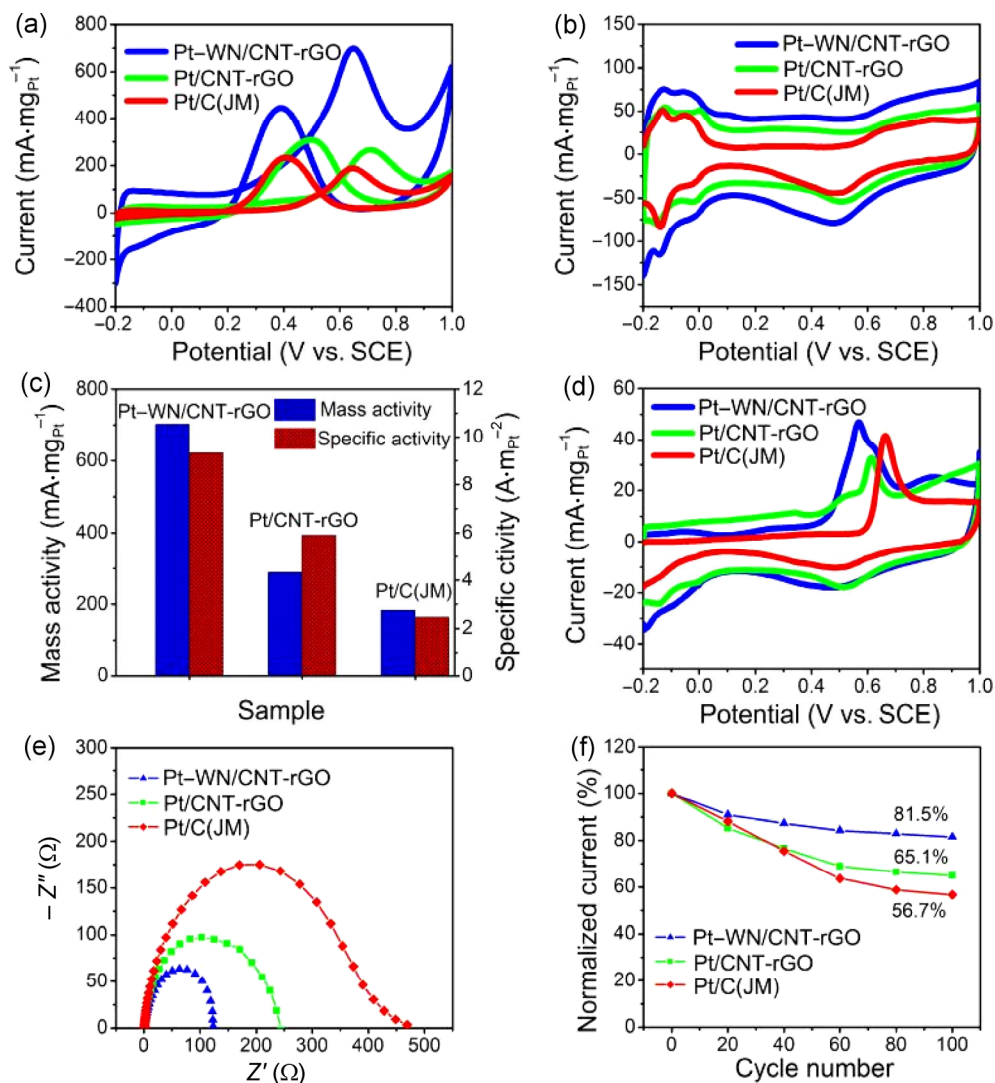 (a)
800
600
400
200
0
−200
−400
Current (mA·mg_Pt^−1)
Pt–WN/CNT-rGO
Pt/CNT-rGO
Pt/C(JM)
−0.2 0.0 0.2 0.4 0.6 0.8 1.0
Potential (V vs. SCE)
(b)
175
150
100
50
0
−50
−100
−150
Current (mA·mg_Pt^−1)
Pt–WN/CNT-rGO
Pt/CNT-rGO
Pt/C(JM)
−0.2 0.0 0.2 0.4 0.6 0.8 1.0
Potential (V vs. SCE)
(c)
800
600
400
200
0
Mass activity (mA·mg_Pt^−1)
Pt–WN/CNT-rGO
Mass activity
Specific activity
Pt/CNT-rGO
Pt/C(JM)
12
10
8
6
4
2
0
Specific ctivity (A·m_Pt^−2)
Sample
(d)
60
40
20
0
−20
−40
Current (mA·mg_Pt^−1)
Pt–WN/CNT-rGO
Pt/CNT-rGO
Pt/C(JM)
−0.2 0.0 0.2 0.4 0.6 0.8 1.0
Potential (V vs. SCE)
(e)
300
250
200
150
100
50
0
−Z″ (Ω)
Pt–WN/CNT-rGO
Pt/CNT-rGO
Pt/C(JM)
0 100 200 300 400 500
Z′ (Ω)
(f)
120
100
80
60
40
20
0
Normalized current (%)
81.5%
65.1%
56.7%
Pt–WN/CNT-rGO
Pt/CNT-rGO
Pt/C(JM)
0 20 40 60 80 100
Cycle number